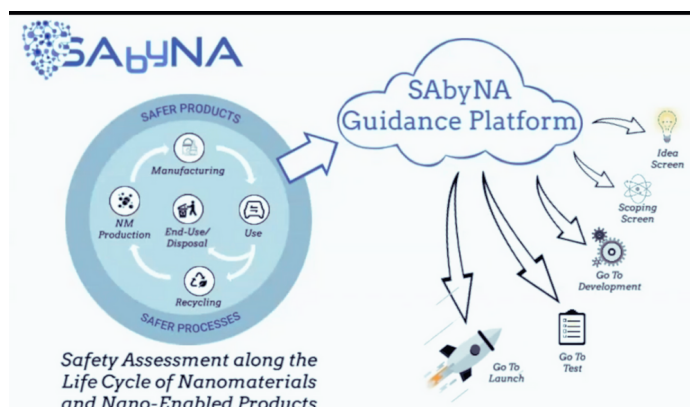 SAbyNA
SAFER PRODUCTS
Manufacturing
NM
Production
End-Use/
Disposal
Use
Recycling
SAFER PROCESSES
Safety Assessment along the
Life Cycle of Nanomaterials
and Nano-Enabled Products
SAbyNA
Guidance Platform
Idea
Screen
Scoping
Screen
Go To
Development
Go To
Test
Go To
Launch